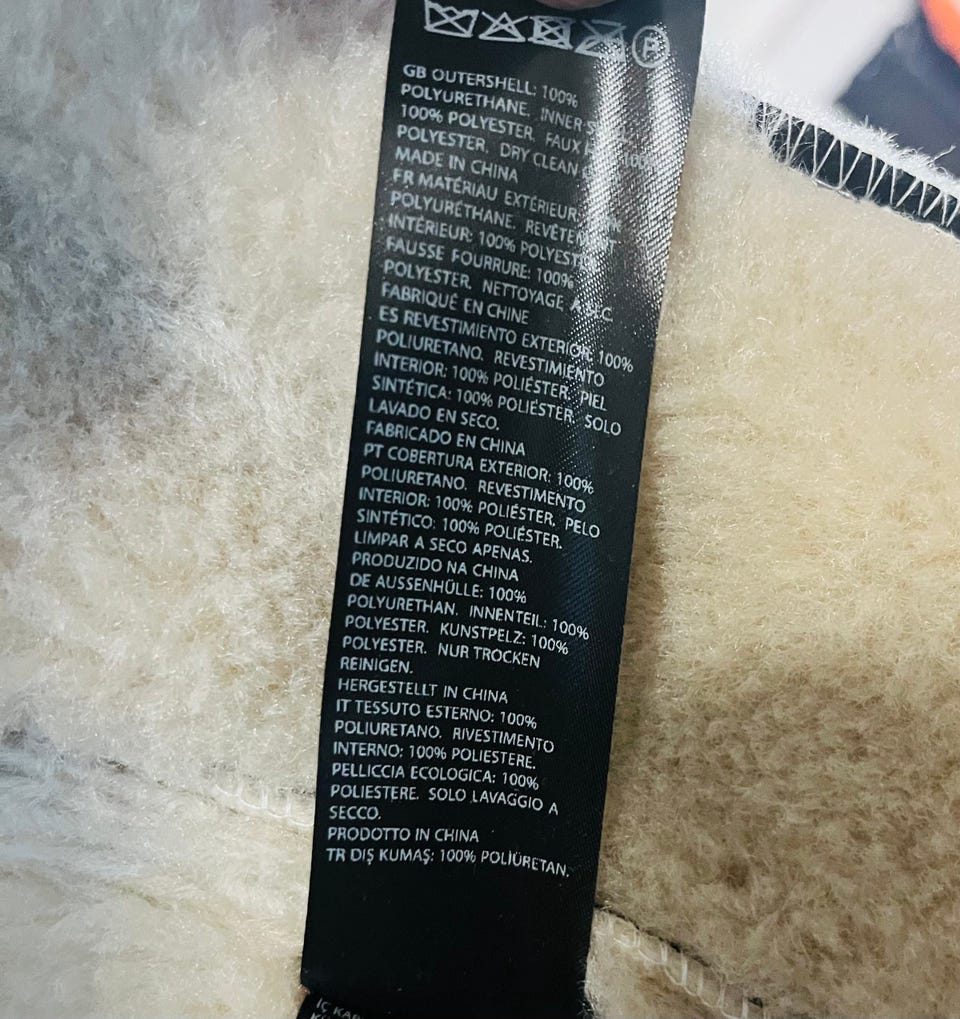 P
GB OUTERSHELL: 100%
POLYURETHANE. INNER
100% POLYESTER. FAUX 100%
POLYESTER. DRY CLEAN
MADE IN CHINA
FR MATÉRIAU EXTÉRIEUR:
POLYURÉTHANE. REVÊTEMENT
INTÉRIEUR: 100% POLYESTER.
FAUSSE FOURRURE: 100%
POLYESTER. NETTOYAGE À SEC.
FABRIQUÉ EN CHINE
ES REVESTIMIENTO EXTERIOR: 100%
POLIURETANO. REVESTIMIENTO
INTERIOR: 100% POLIÉSTER. PIEL
SINTÉTICA: 100% POLIÉSTER. SOLO
LAVADO EN SECO.
FABRICADO EN CHINA
PT COBERTURA EXTERIOR: 100%
POLIURETANO. REVESTIMENTO
INTERIOR: 100% POLIÉSTER. PELO
SINTÉTICO: 100% POLIÉSTER.
LIMPAR A SECO APENAS.
PRODUZIDO NA CHINA
DE AUSSENHÜLLE: 100%
POLYURETHAN. INNENTEIL: 100%
POLYESTER. KUNSTPELZ: 100%
POLYESTER. NUR TROCKEN
REINIGEN.
HERGESTELLT IN CHINA
IT TESSUTO ESTERNO: 100%
POLIURETANO. RIVESTIMENTO
INTERNO: 100% POLIESTERE.
PELLICCIA ECOLOGICA: 100%
POLIESTERE. SOLO LAVAGGIO A
SECCO.
PRODOTTO IN CHINA
TR DIŞ KUMAŞ: 100% POLİÜRETAN.